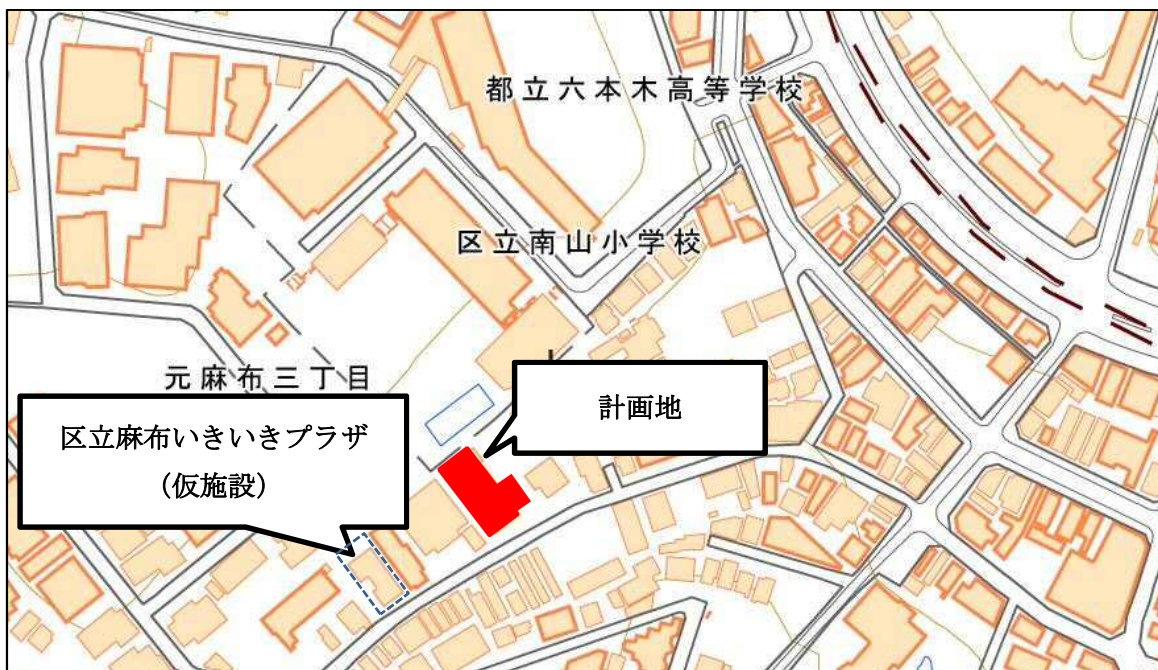 都立六本木高等学校
区立南山小学校
元麻布三丁目
計画地
区立麻布いきいきプラザ
(仮施設)